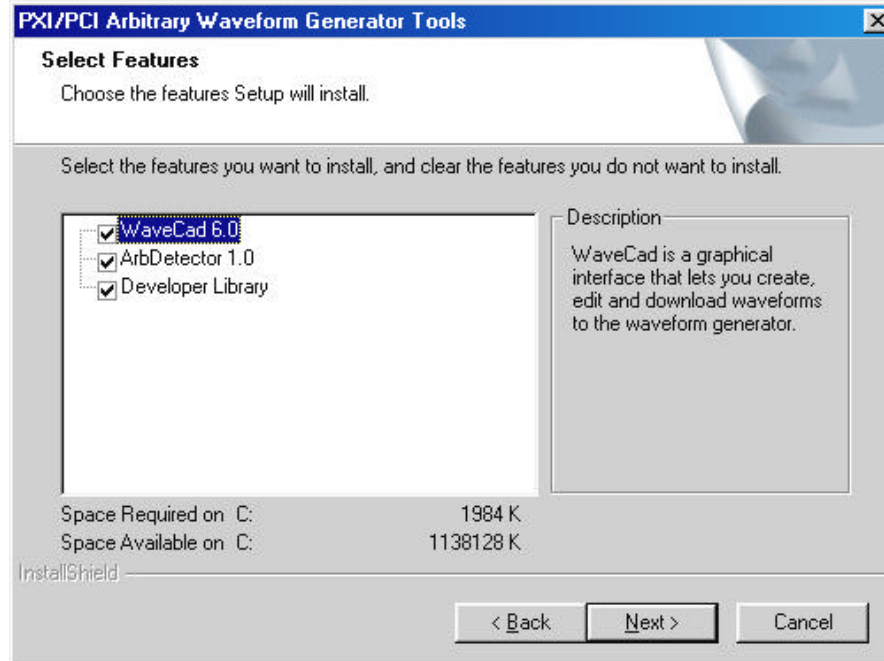 PXI/PCI Arbitrary Waveform Generator Tools
Select Features
Choose the features Setup will install.
Select the features you want to install, and clear the features you do not want to install.
WaveCad 6.0
ArbDetector 1.0
Developer Library
Description
WaveCad is a graphical
interface that lets you create,
edit and download waveforms
to the waveform generator.
Space Required on C: 1984 K
Space Available on C: 1138128 K
InstallShield
< Back Next > Cancel